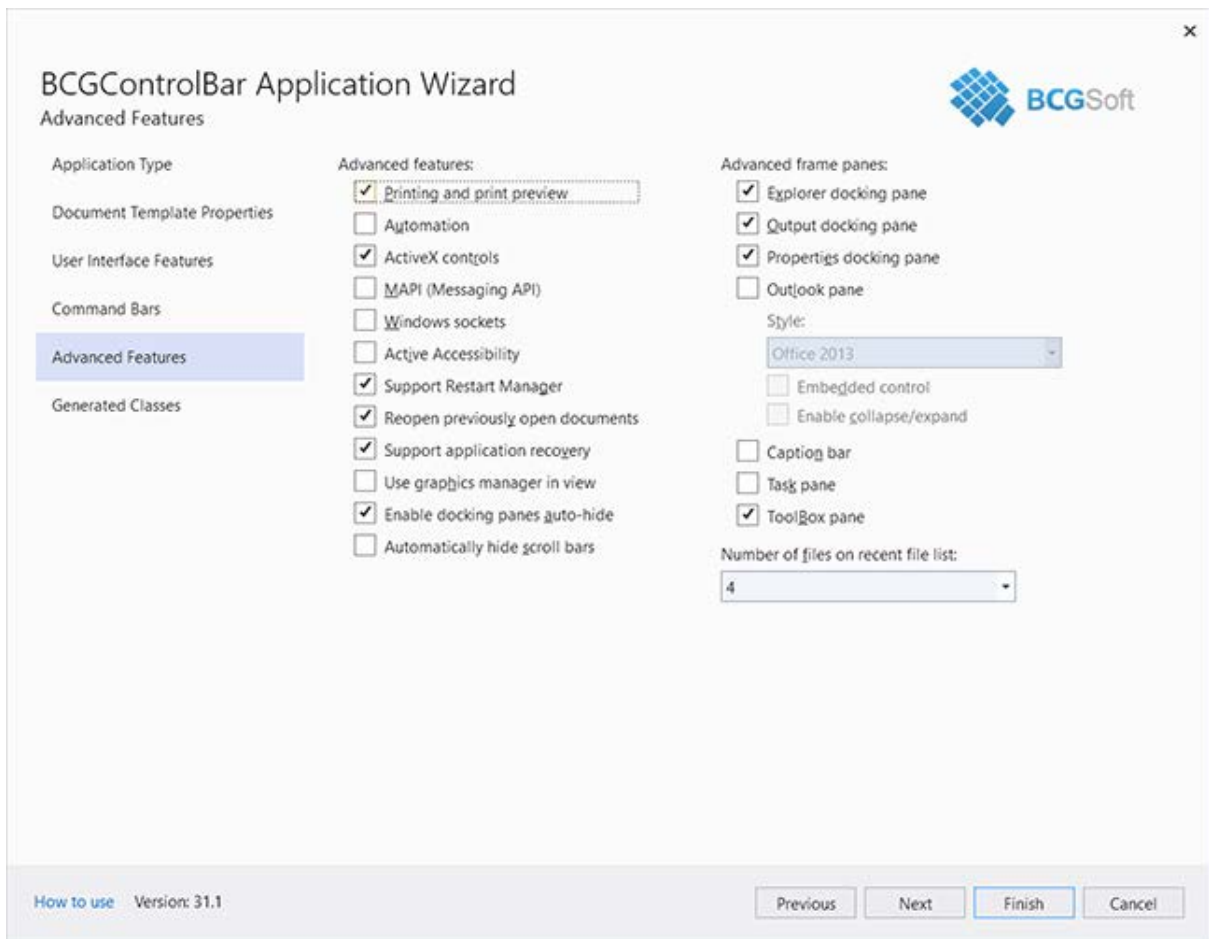 BCGControlBar Application Wizard
Advanced Features
BCGSoft
Application Type
Document Template Properties
User Interface Features
Command Bars
Advanced Features
Generated Classes
Advanced features:
Printing and print preview
Automation
ActiveX controls
MAPI (Messaging API)
Windows sockets
Active Accessibility
Support Restart Manager
Reopen previously open documents
Support application recovery
Use graphics manager in view
Enable docking panes auto-hide
Automatically hide scroll bars
Advanced frame panes:
Explorer docking pane
Output docking pane
Properties docking pane
Outlook pane
Style:
Office 2013
Embedded control
Enable collapse/expand
Caption bar
Task pane
ToolBox pane
Number of files on recent file list:
4
How to use Version: 31.1
Previous Next Finish Cancel